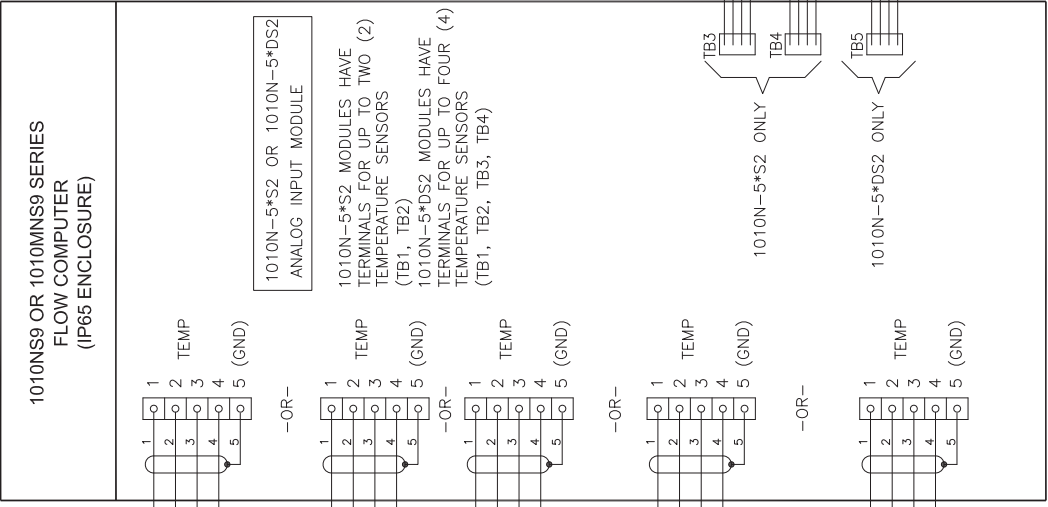 1010NS9 OR 1010MNS9 SERIES
FLOW COMPUTER
(IP65 ENCLOSURE)
1010N-5*S2 OR 1010N-5*DS2
ANALOG INPUT MODULE
1010N-5*S2 MODULES HAVE
TERMINALS FOR UP TO TWO (2)
TEMPERATURE SENSORS
(TB1, TB2)
1010N-5*DS2 MODULES HAVE
TERMINALS FOR UP TO FOUR (4)
TEMPERATURE SENSORS
(TB1, TB2, TB3, TB4)
TB3
TB4
1010N-5*S2 ONLY
TB5
1010N-5*DS2 ONLY
1 1
2 2 TEMP
3 3
4 4
5 5 (GND)
-OR-
1 1
2 2 TEMP
3 3
4 4
5 5 (GND)
-OR-
1 1
2 2 TEMP
3 3
4 4
5 5 (GND)
-OR-
1 1
2 2 TEMP
3 3
4 4
5 5 (GND)
-OR-
1 1
2 2 TEMP
3 3
4 4
5 5 (GND)